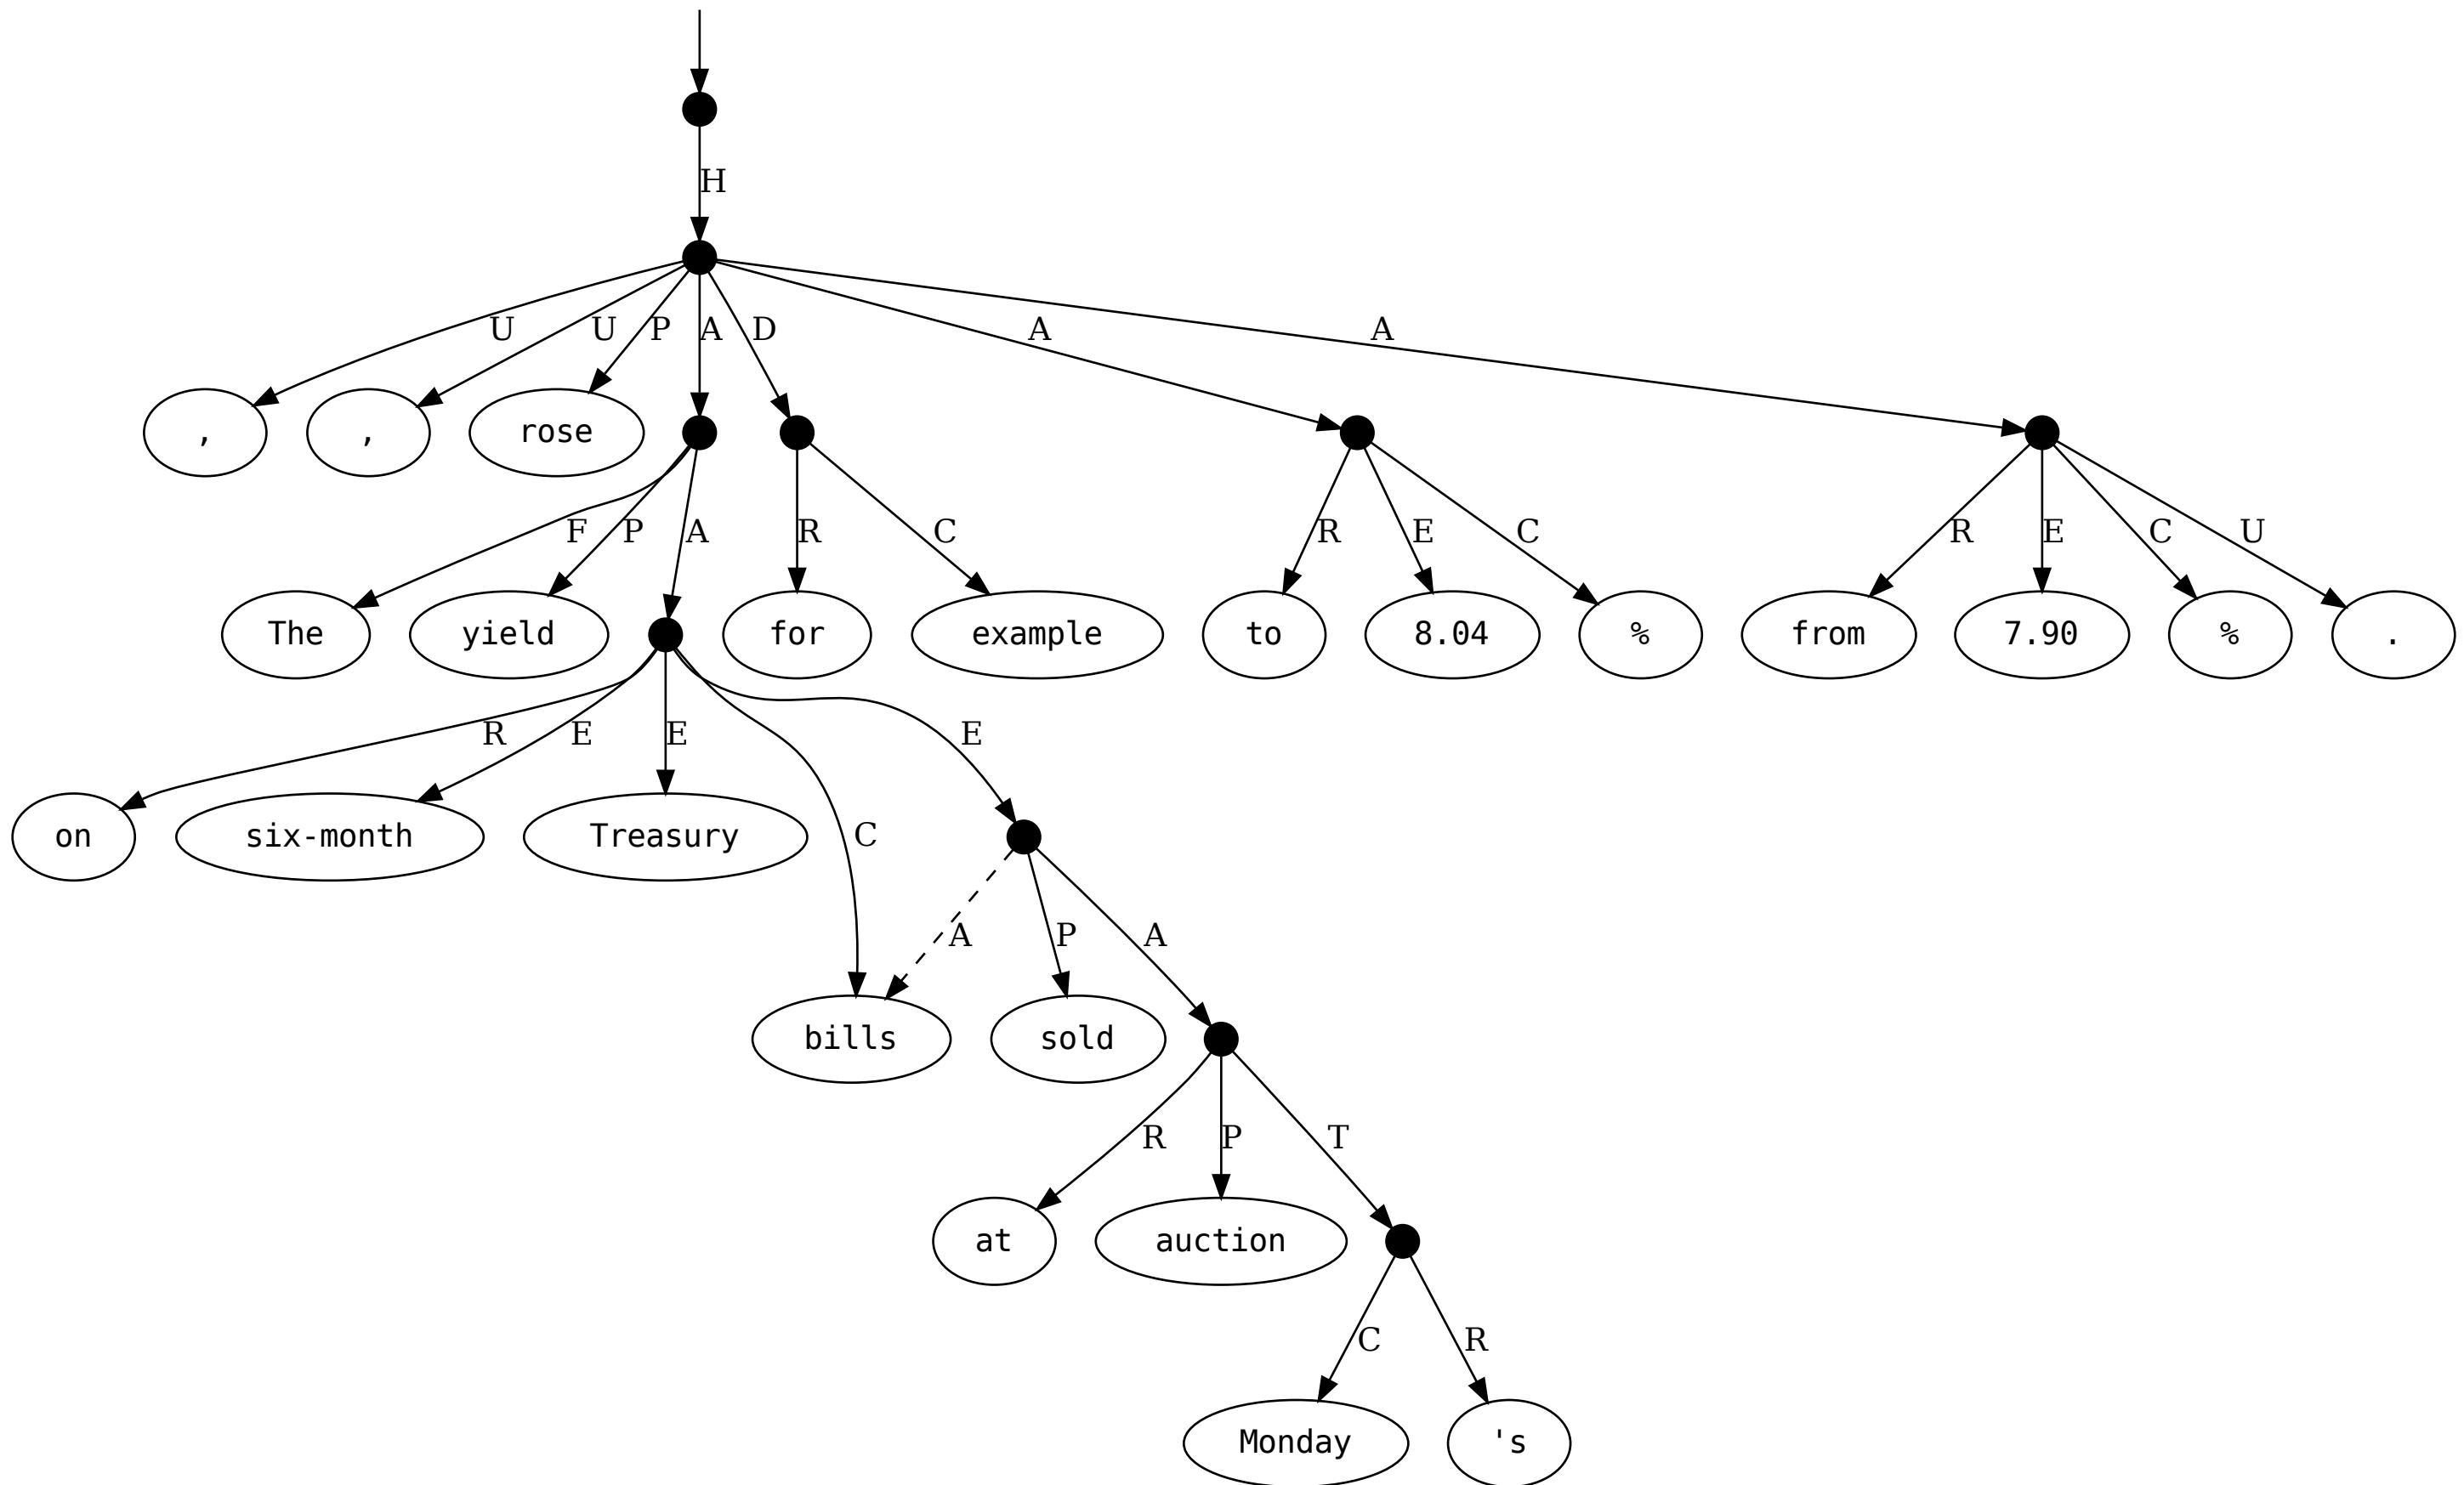 H
U U P A D A A
, , rose
F P A R C R E C R E C U
The yield for example to 8.04 % from 7.90 % .
R E E C E
on six-month Treasury
A P A
bills sold
R P T
at auction
C R
Monday 's